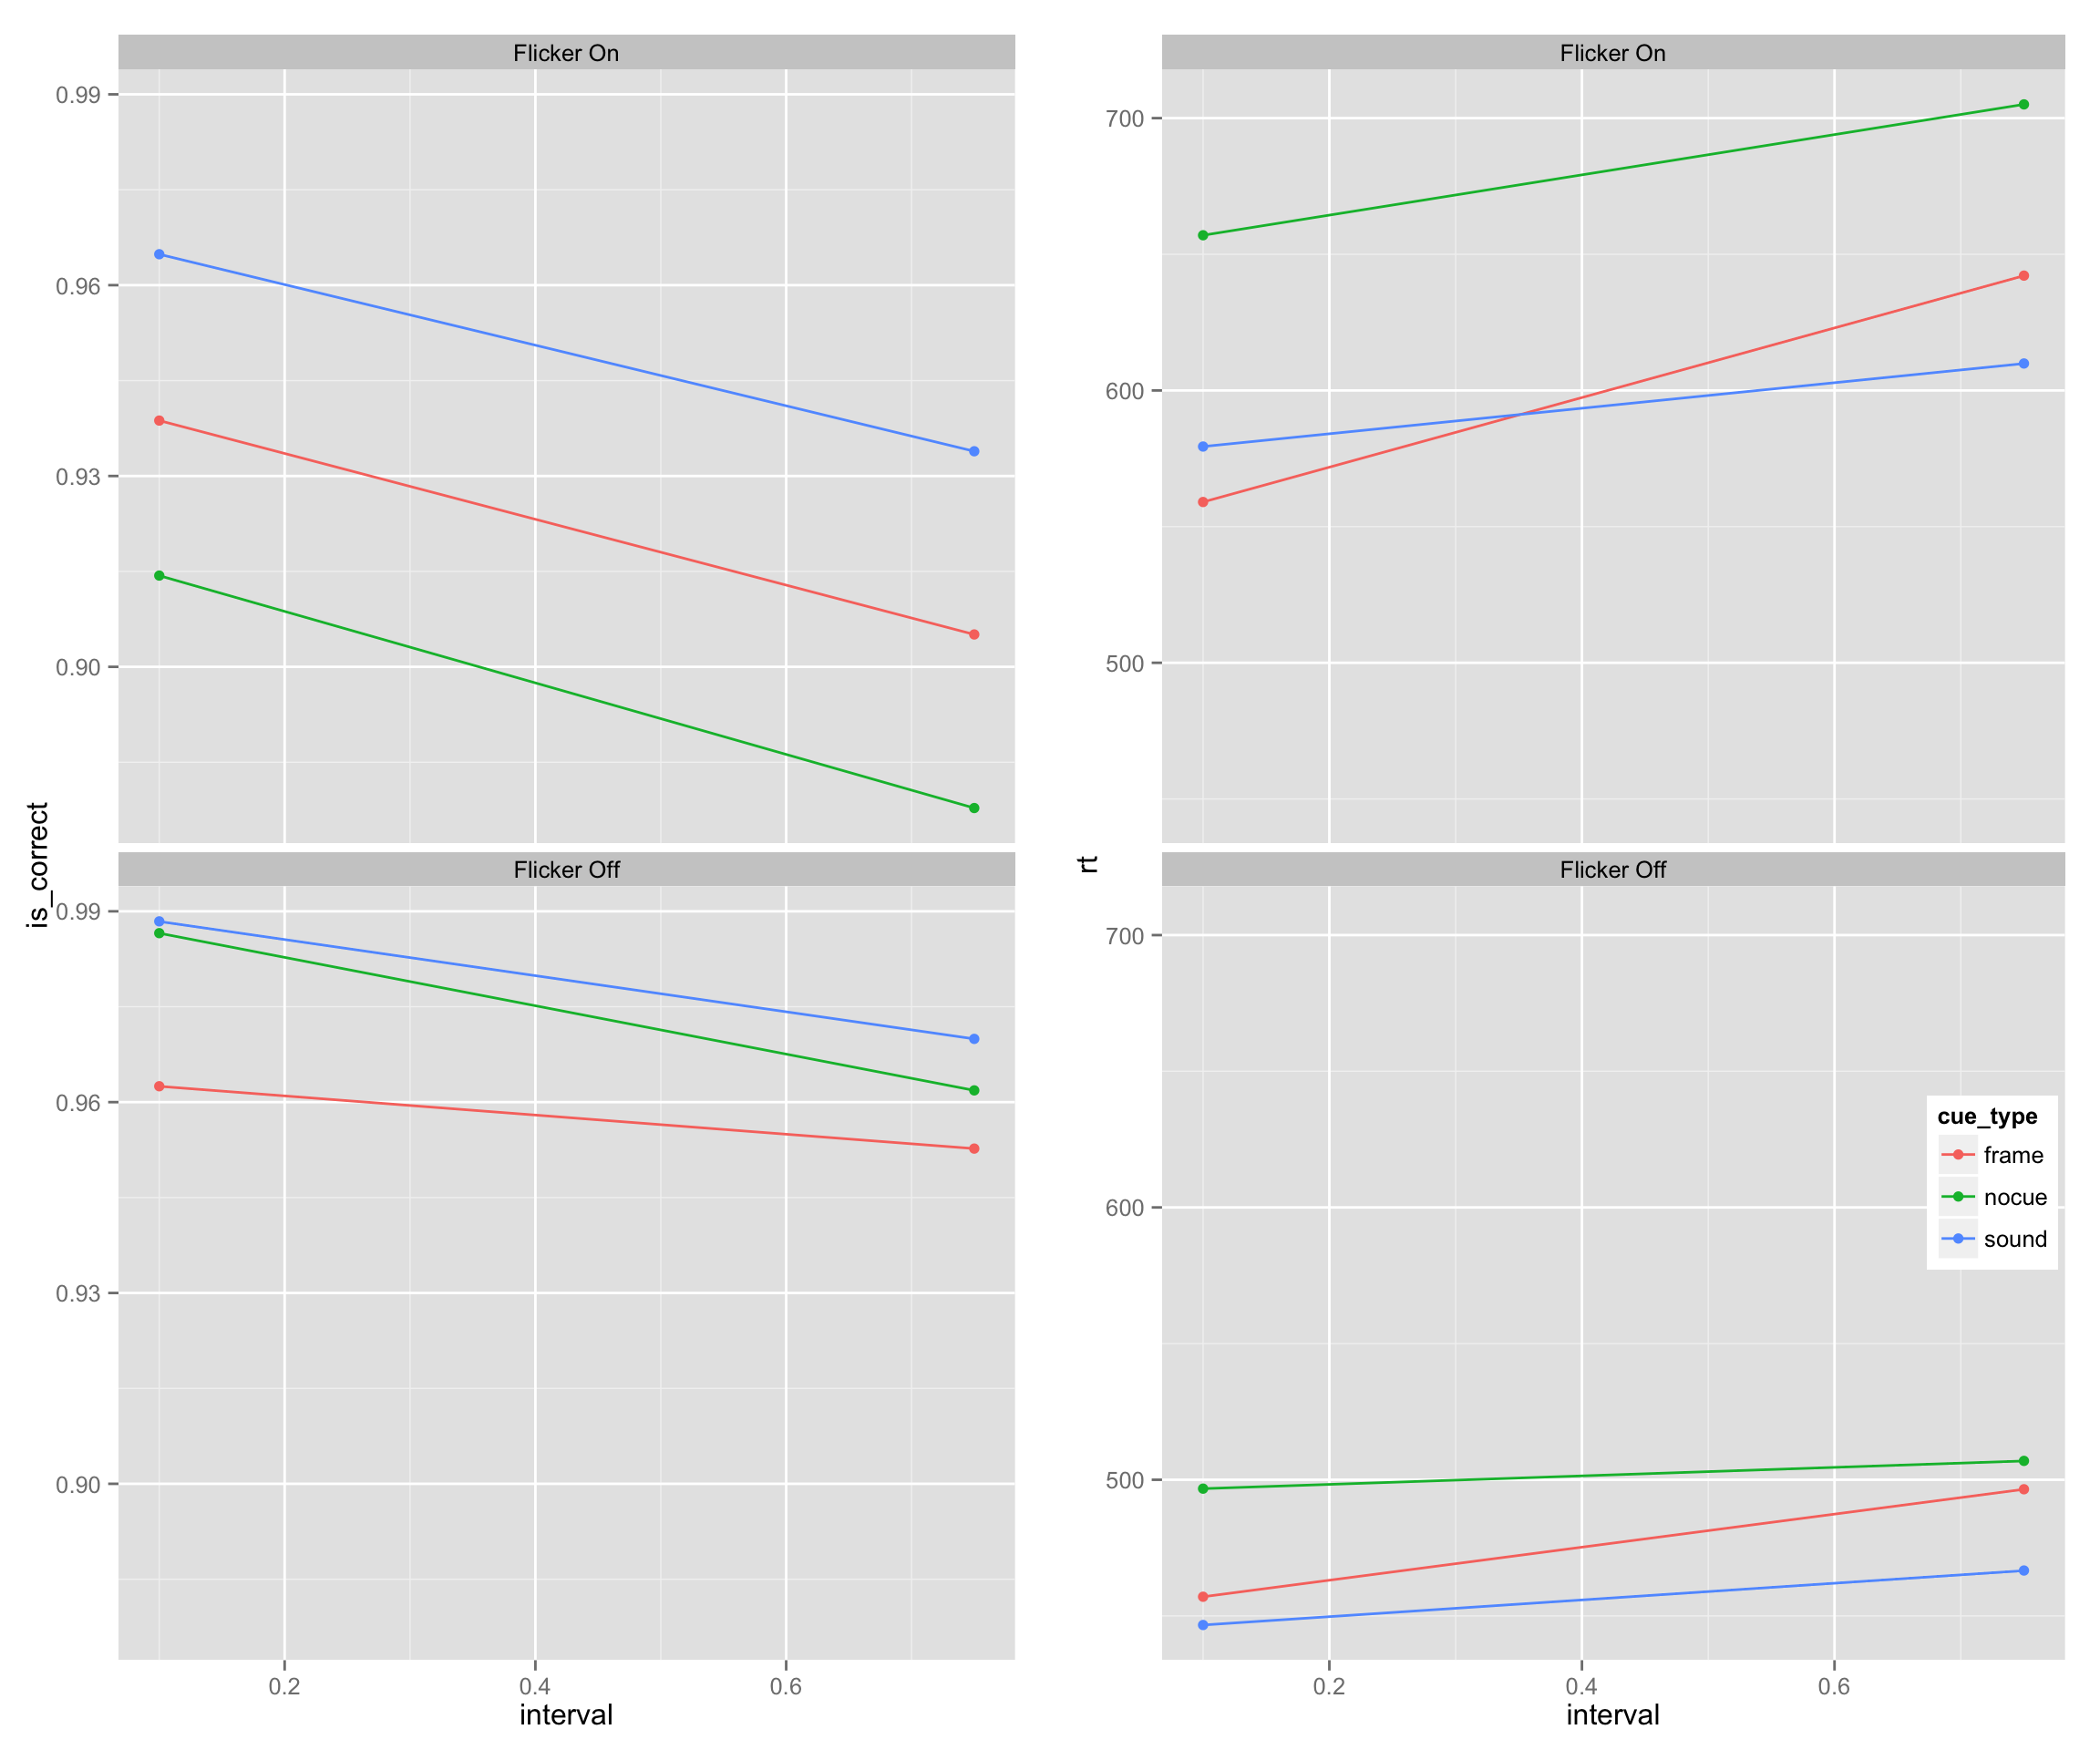 Flicker On
0.99
0.96
0.93
0.90
Flicker Off
0.99
0.96
0.93
0.90
0.2 0.4 0.6
interval
is_correct
Flicker On
700
600
500
Flicker Off
700
600
500
0.2 0.4 0.6
interval
rt
cue_type
frame
nocue
sound